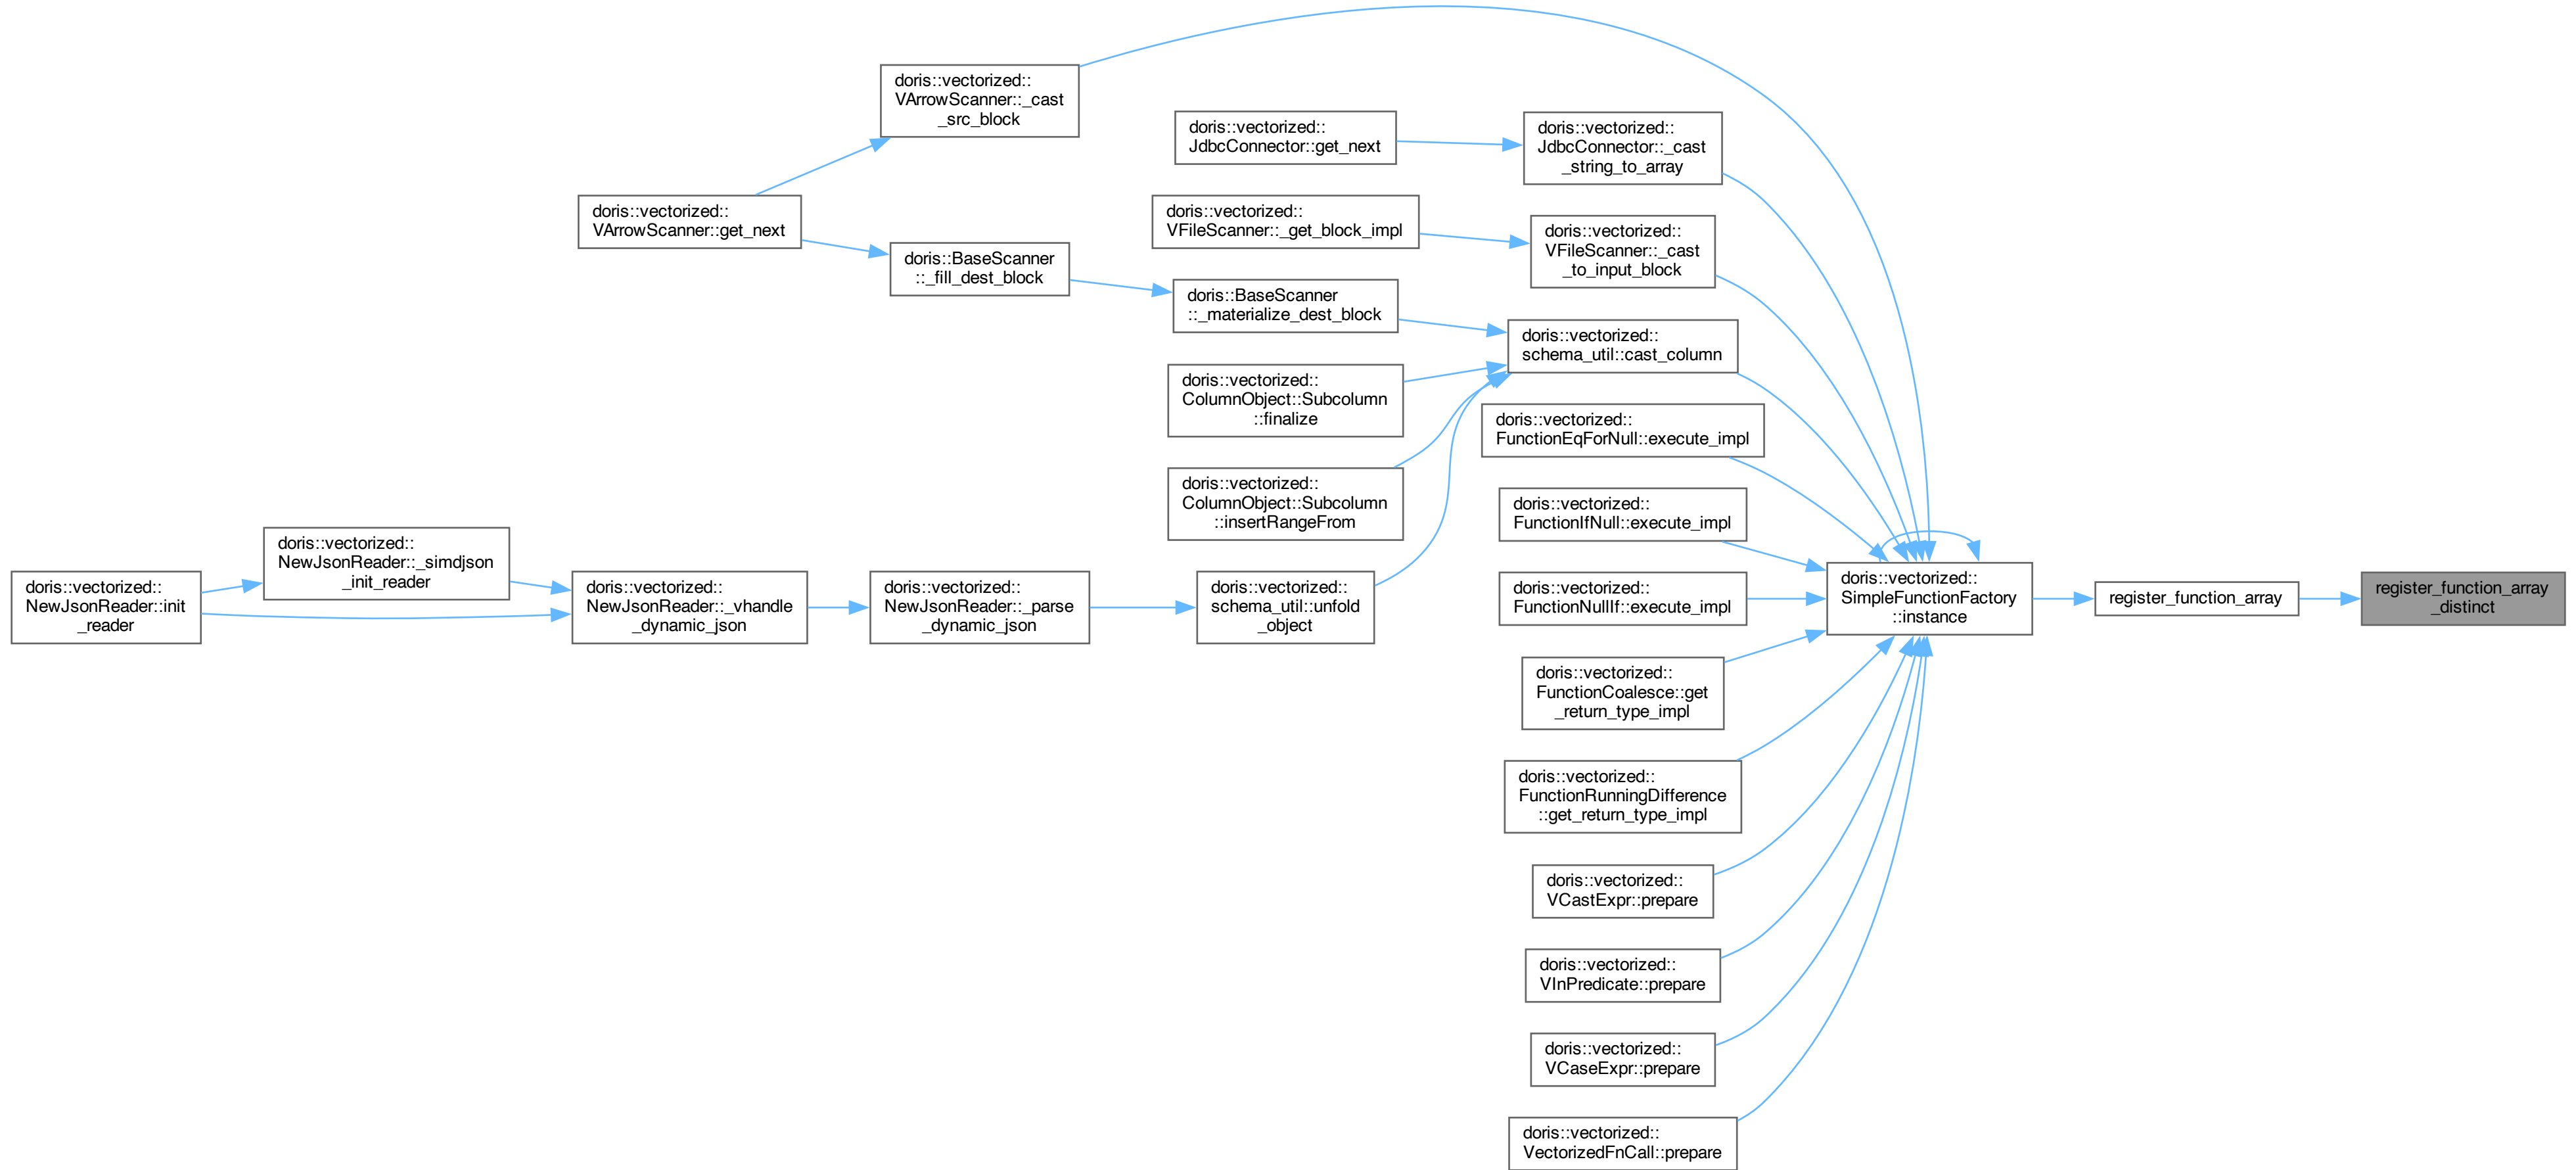 doris::vectorized::
VArrowScanner::_cast
_src_block
doris::vectorized::
JdbcConnector::get_next
doris::vectorized::
JdbcConnector::_cast
_string_to_array
doris::vectorized::
VArrowScanner::get_next
doris::vectorized::
VFileScanner::_get_block_impl
doris::vectorized::
VFileScanner::_cast
_to_input_block
doris::BaseScanner
::_fill_dest_block
doris::BaseScanner
::_materialize_dest_block
doris::vectorized::
schema_util::cast_column
doris::vectorized::
ColumnObject::Subcolumn
::finalize
doris::vectorized::
FunctionEqForNull::execute_impl
doris::vectorized::
ColumnObject::Subcolumn
::insertRangeFrom
doris::vectorized::
FunctionIfNull::execute_impl
doris::vectorized::
NewJsonReader::init
_reader
doris::vectorized::
NewJsonReader::_simdjson
_init_reader
doris::vectorized::
NewJsonReader::_vhandle
_dynamic_json
doris::vectorized::
NewJsonReader::_parse
_dynamic_json
doris::vectorized::
schema_util::unfold
_object
doris::vectorized::
FunctionNullIf::execute_impl
doris::vectorized::
SimpleFunctionFactory
::instance
register_function_array
register_function_array
_distinct
doris::vectorized::
FunctionCoalesce::get
_return_type_impl
doris::vectorized::
FunctionRunningDifference
::get_return_type_impl
doris::vectorized::
VCastExpr::prepare
doris::vectorized::
VInPredicate::prepare
doris::vectorized::
VCaseExpr::prepare
doris::vectorized::
VectorizedFnCall::prepare